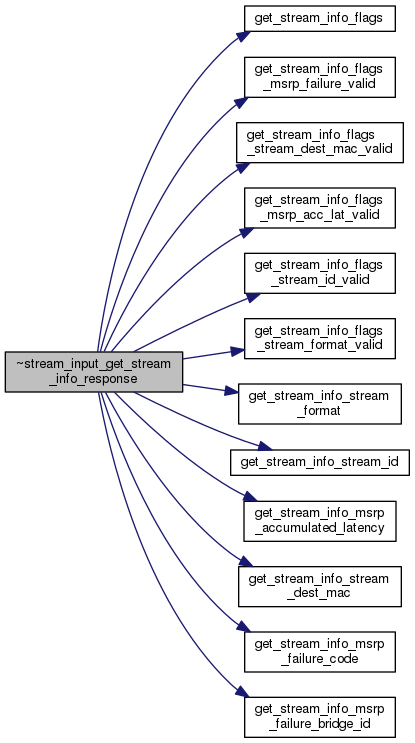 get_stream_info_flags
get_stream_info_flags
_msrp_failure_valid
get_stream_info_flags
_stream_dest_mac_valid
get_stream_info_flags
_msrp_acc_lat_valid
get_stream_info_flags
_stream_id_valid
get_stream_info_flags
_stream_format_valid
~stream_input_get_stream
_info_response
get_stream_info_stream
_format
get_stream_info_stream_id
get_stream_info_msrp
_accumulated_latency
get_stream_info_stream
_dest_mac
get_stream_info_msrp
_failure_code
get_stream_info_msrp
_failure_bridge_id